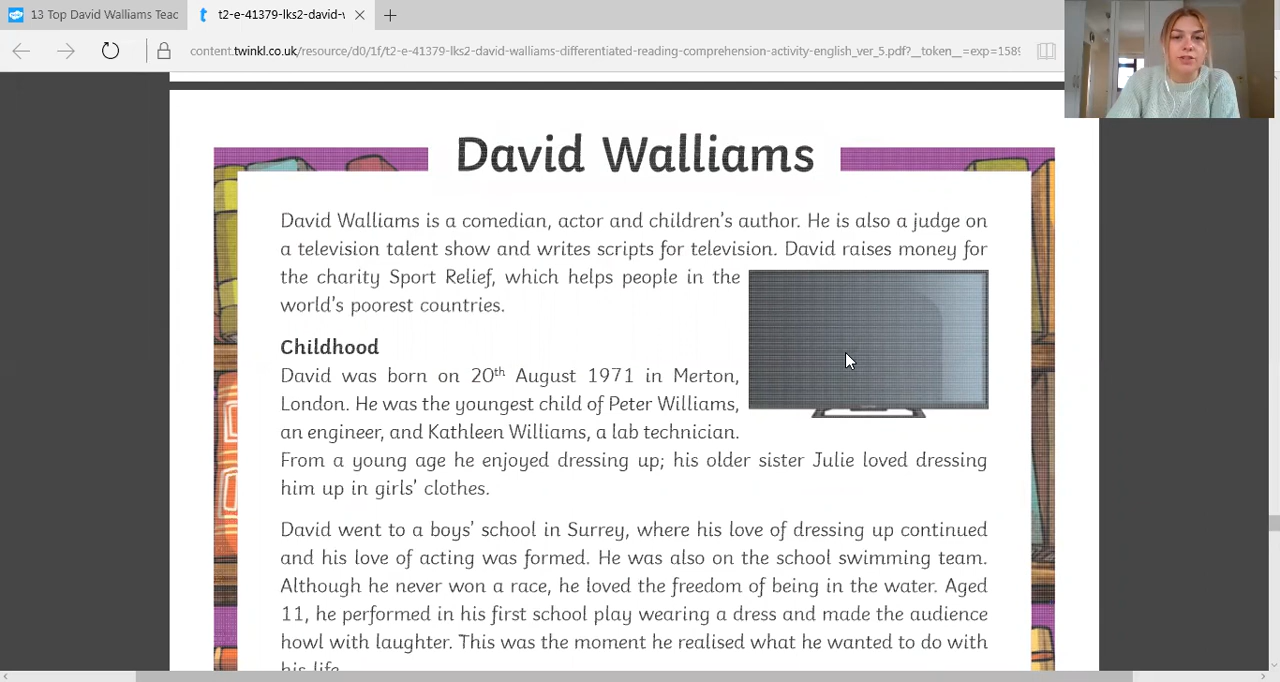 13 Top David Walliams Teac
t2-e-41379-lks2-david-v
content.twinkl.co.uk/resource/d0/1f/t2-e-41379-lks2-david-walliams-differentiated-reading-comprehension-activity-english_ver_5.pdf?__token__=exp=1589
David Walliams
David Walliams is a comedian, actor and children's author. He is also a judge on
a television talent show and writes scripts for television. David raises money for
the charity Sport Relief, which helps people in the
world's poorest countries.
Childhood
David was born on 20th August 1971 in Merton,
London. He was the youngest child of Peter Williams,
an engineer, and Kathleen Williams, a lab technician.
From a young age he enjoyed dressing up; his older sister Julie loved dressing
him up in girls' clothes.
David went to a boys' school in Surrey, were his love of dressing up continued
and his love of acting was formed. He was also on the school swimming team.
Although he never won a race, he loved the freedom of being in the water. Aged
11, he performed in his first school play wearing a dress and made the audience
howl with laughter. This was the moment he realised what he wanted to do with
his life.